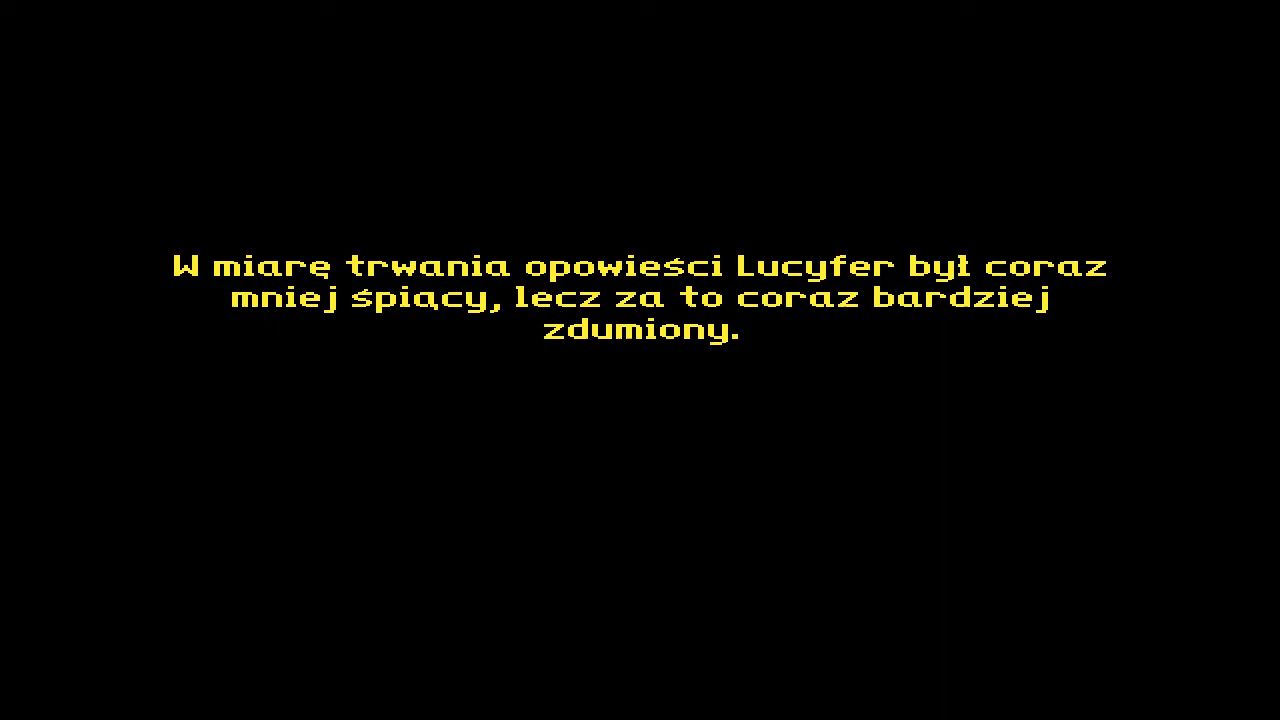 W miarę trwania opowieści Lucyfer był coraz
mniej śpiący, lecz za to coraz bardziej
zdumiony.